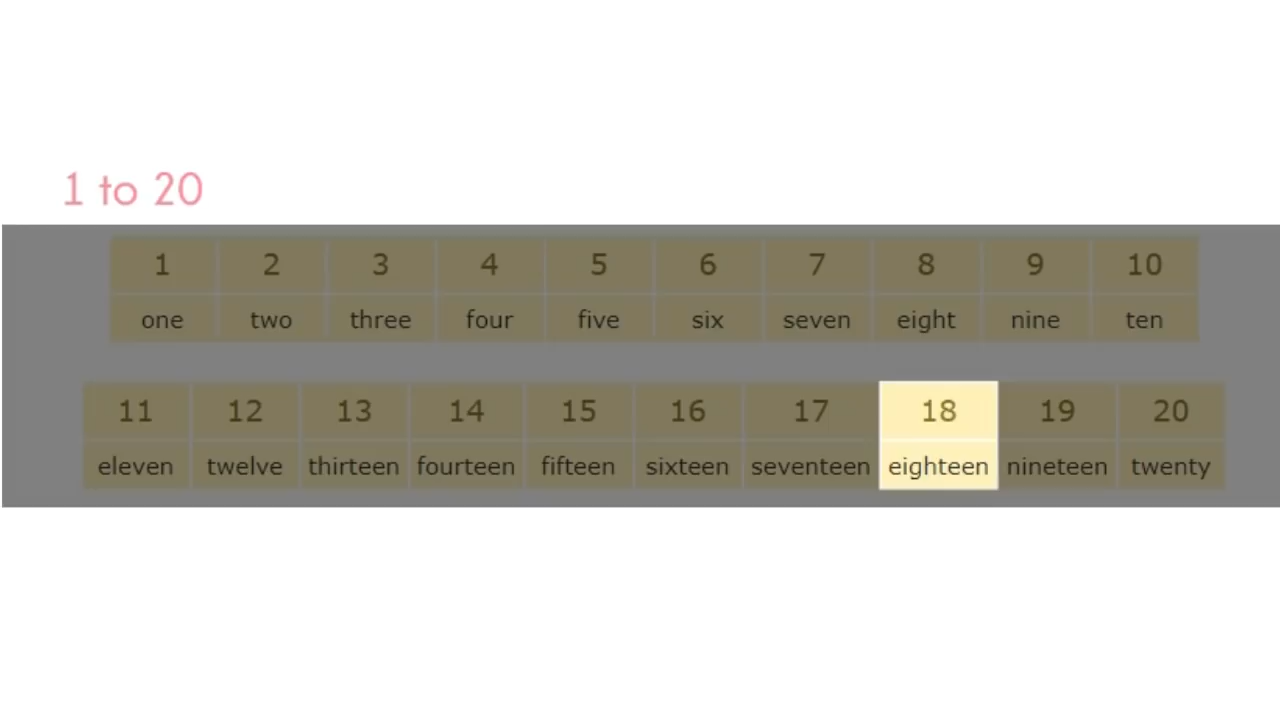 1 to 20
1 2 3 4 5 6 7 8 9 10
one two three four five six seven eight nine ten
11 12 13 14 15 16 17 18 19 20
eleven twelve thirteen fourteen fifteen sixteen seventeen eighteen nineteen twenty